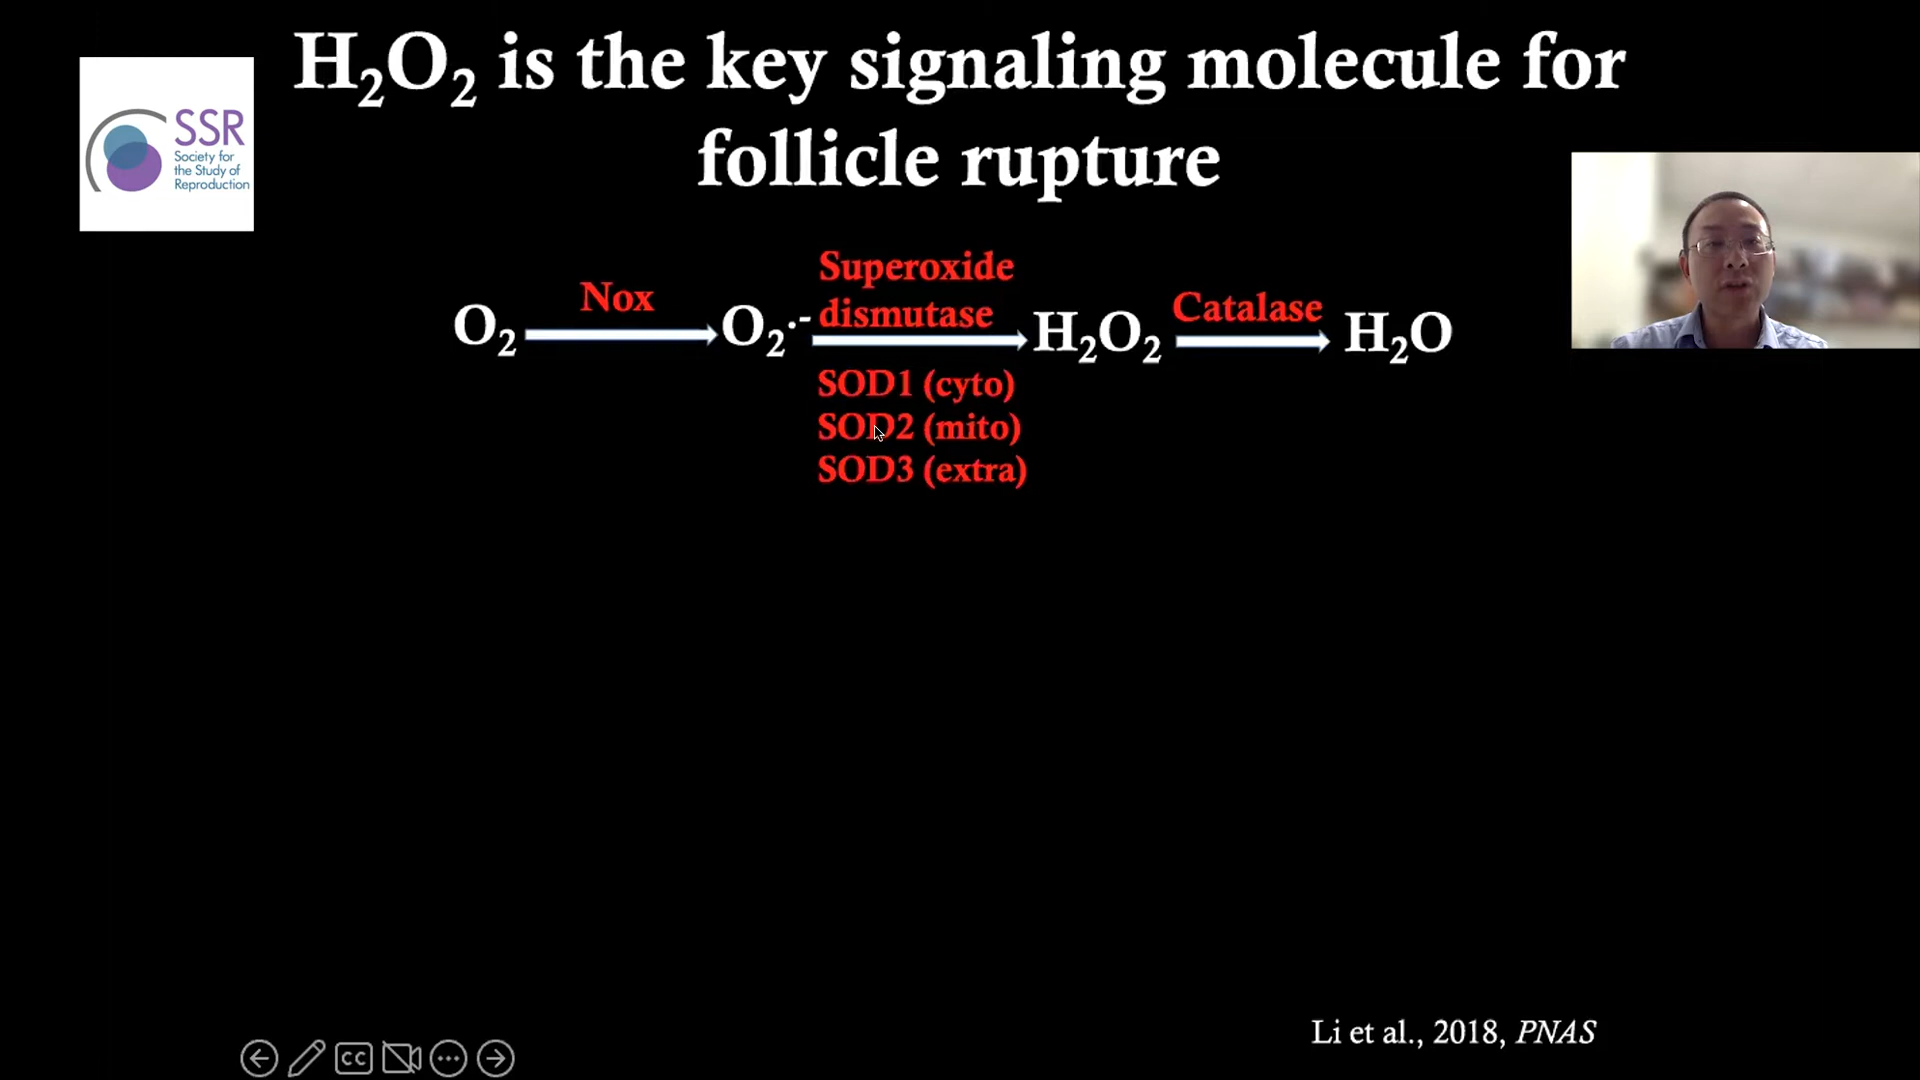 H₂O₂ is the key signaling molecule for
follicle rupture
SSR
Society for
the Study of
Reproduction
Superoxide
dismutase
Nox
Catalase
O₂ O₂·- H₂O₂ H₂O
SOD1 (cyto)
SOD2 (mito)
SOD3 (extra)
Li et al., 2018, PNAS
CC